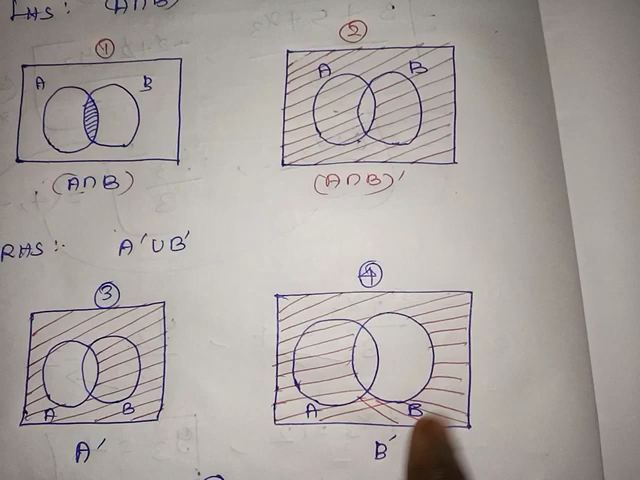 LHS:- (A∩B)'
① ②
A B A B
(A∩B) (A∩B)'
RHS:- A'∪B'
③ ④
A B A B
A' B'